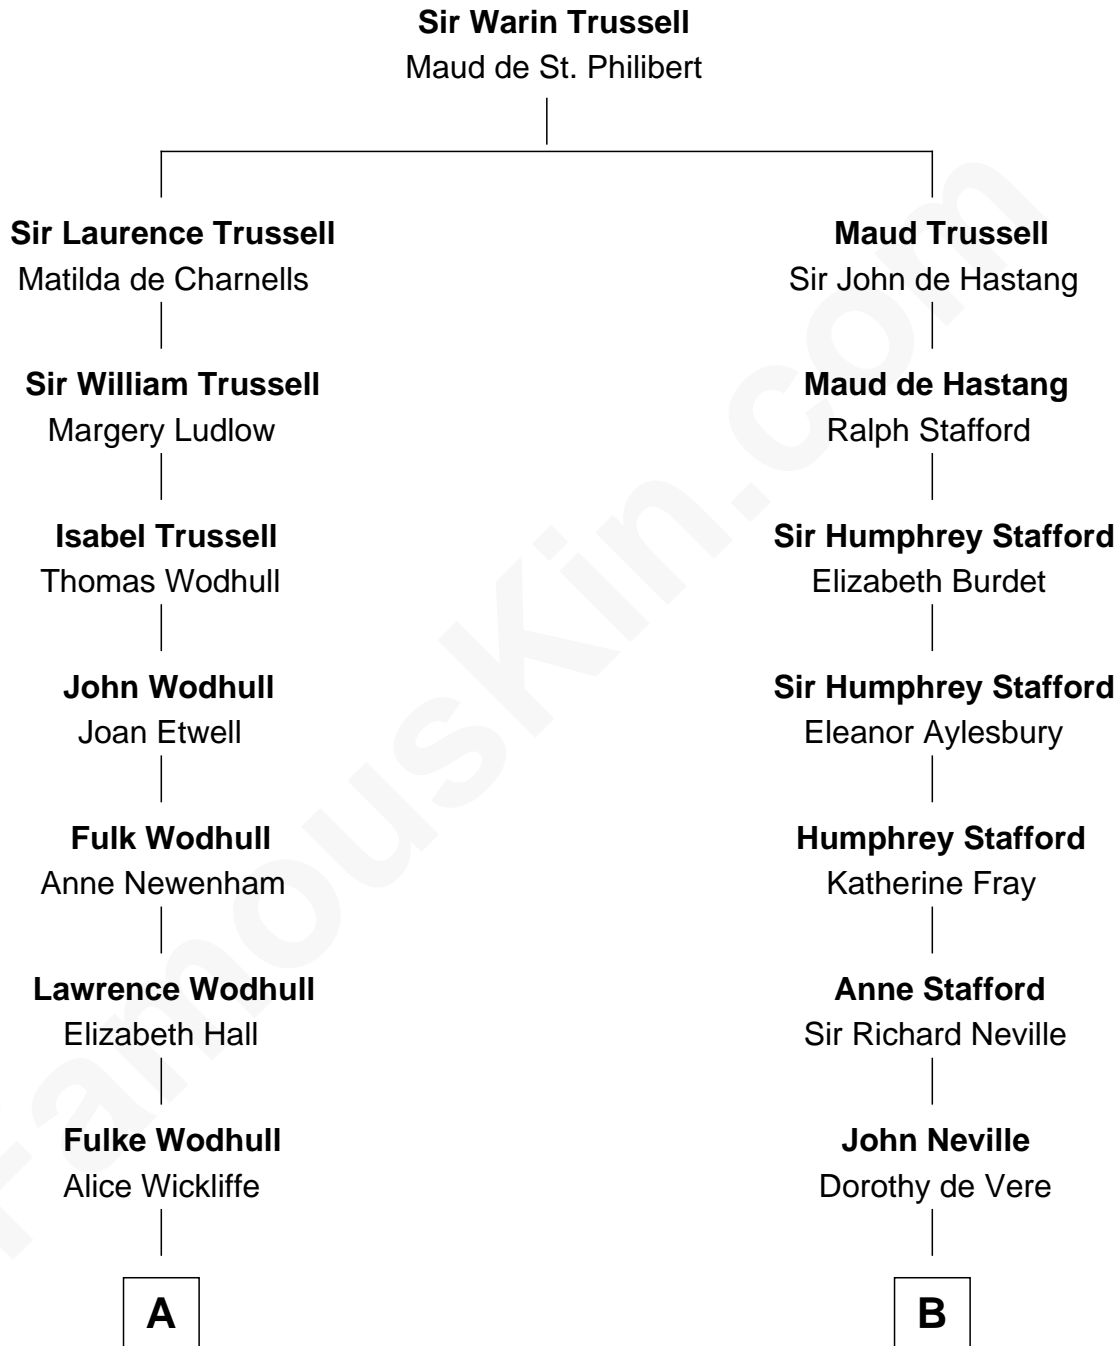 Sir Warin Trussell
Maud de St. Philibert
Sir Laurence Trussell
Matilda de Charnells
Maud Trussell
Sir John de Hastang
Sir William Trussell
Margery Ludlow
Maud de Hastang
Ralph Stafford
Isabel Trussell
Thomas Wodhull
Sir Humphrey Stafford
Elizabeth Burdet
John Wodhull
Joan Etwell
Sir Humphrey Stafford
Eleanor Aylesbury
Fulk Wodhull
Anne Newenham
Humphrey Stafford
Katherine Fray
Lawrence Wodhull
Elizabeth Hall
Anne Stafford
Sir Richard Neville
Fulke Wodhull
Alice Wickliffe
John Neville
Dorothy de Vere
A
B
FamousKin.com